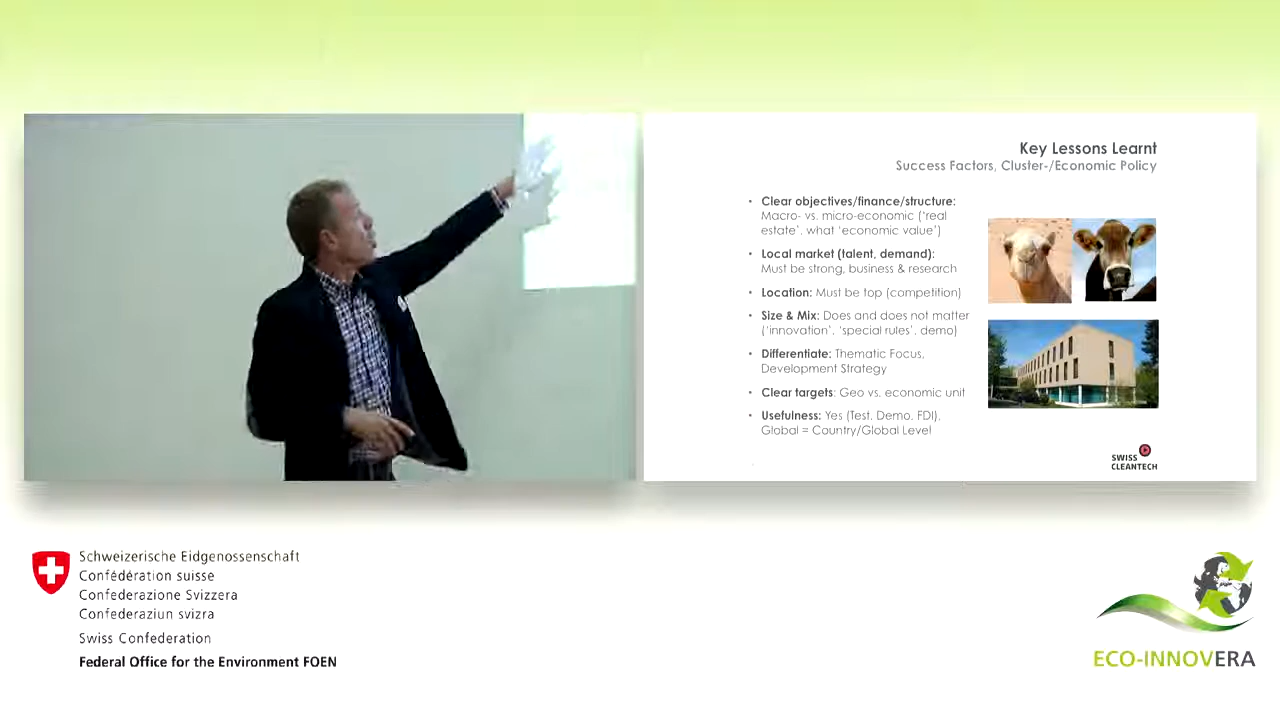 Key Lessons Learnt
Success Factors, Cluster-/Economic Policy
• Clear objectives/finance/structure:
Macro- vs. micro-economic (‘real
estate’, what ‘economic value’)
• Local market (talent, demand):
Must be strong, business & research
• Location: Must be top (competition)
• Size & Mix: Does and does not matter
(‘innovation’, ‘special rules’, demo)
• Differentiate: Thematic Focus,
Development Strategy
• Clear targets: Geo vs. economic unit
• Usefulness: Yes (Test, Demo, FDI),
Global = Country/Global Level
SWISS
CLEANTECH
Schweizerische Eidgenossenschaft
Confédération suisse
Confederazione Svizzera
Confederaziun svizra
Swiss Confederation
Federal Office for the Environment FOEN
ECO-INNOVERA